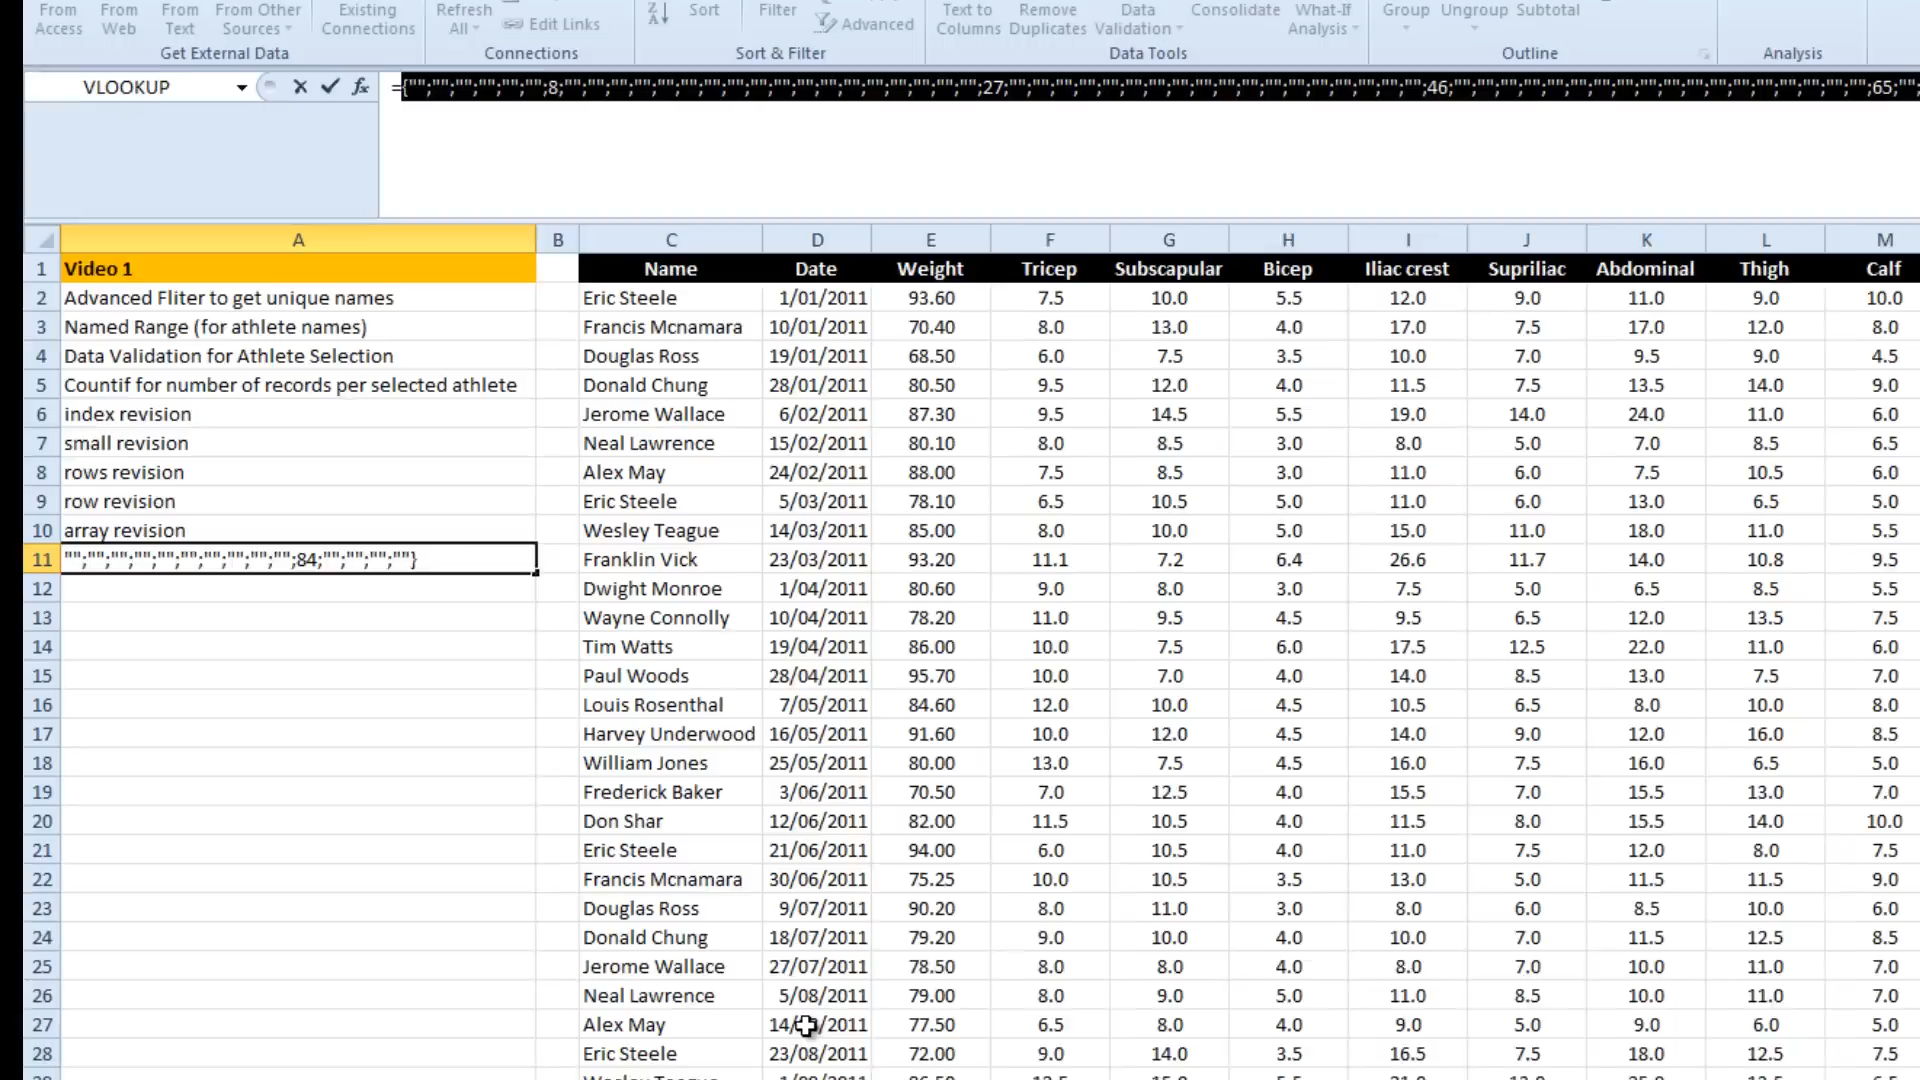 From Access From Web From Text From Other Sources Existing Connections Refresh All Edit Links Sort Filter Advanced Text to Columns Remove Duplicates Data Validation Consolidate What-If Analysis Group Ungroup Subtotal
Get External Data Connections Sort & Filter Data Tools Outline Analysis
VLOOKUP fx
A B C D E F G H I J K L M
1 Video 1 Name Date Weight Tricep Subscapular Bicep Iliac crest Supriliac Abdominal Thigh Calf
2 Advanced Fliter to get unique names Eric Steele 1/01/2011 93.60 7.5 10.0 5.5 12.0 9.0 11.0 9.0 10.0
3 Named Range (for athlete names) Francis Mcnamara 10/01/2011 70.40 8.0 13.0 4.0 17.0 7.5 17.0 12.0 8.0
4 Data Validation for Athlete Selection Douglas Ross 19/01/2011 68.50 6.0 7.5 3.5 10.0 7.0 9.5 9.0 4.5
5 Countif for number of records per selected athlete Donald Chung 28/01/2011 80.50 9.5 12.0 4.0 11.5 7.5 13.5 14.0 9.0
6 index revision Jerome Wallace 6/02/2011 87.30 9.5 14.5 5.5 19.0 14.0 24.0 11.0 6.0
7 small revision Neal Lawrence 15/02/2011 80.10 8.0 8.5 3.0 8.0 5.0 7.0 8.5 6.5
8 rows revision Alex May 24/02/2011 88.00 7.5 8.5 3.0 11.0 6.0 7.5 10.5 6.0
9 row revision Eric Steele 5/03/2011 78.10 6.5 10.5 5.0 11.0 6.0 13.0 6.5 5.0
10 array revision Wesley Teague 14/03/2011 85.00 8.0 10.0 5.0 15.0 11.0 18.0 11.0 5.5
11 "";"";"";"";"";"";"";"";"";"";84;"";"";"";""} Franklin Vick 23/03/2011 93.20 11.1 7.2 6.4 26.6 11.7 14.0 10.8 9.5
12 Dwight Monroe 1/04/2011 80.60 9.0 8.0 3.0 7.5 5.0 6.5 8.5 5.5
13 Wayne Connolly 10/04/2011 78.20 11.0 9.5 4.5 9.5 6.5 12.0 13.5 7.0
14 Tim Watts 19/04/2011 86.00 10.0 7.5 6.0 17.5 12.5 22.0 11.0 6.0
15 Paul Woods 28/04/2011 95.70 10.0 7.0 4.0 14.0 8.5 13.0 7.5 7.0
16 Louis Rosenthal 7/05/2011 84.60 12.0 10.0 4.5 10.5 6.5 8.0 10.0 8.0
17 Harvey Underwood 16/05/2011 91.60 10.0 12.0 4.5 14.0 9.0 12.0 16.0 8.5
18 William Jones 25/05/2011 80.00 13.0 7.5 4.5 16.0 7.5 16.0 6.5 5.0
19 Frederick Baker 3/06/2011 70.50 7.0 12.5 4.0 15.5 7.0 15.5 13.0 7.0
20 Don Shar 12/06/2011 82.00 11.5 10.5 4.0 11.5 8.0 15.5 14.0 10.0
21 Eric Steele 21/06/2011 94.00 6.0 10.5 4.0 11.0 7.5 12.0 8.0 7.5
22 Francis Mcnamara 30/06/2011 75.25 10.0 10.5 3.5 13.0 5.0 11.5 11.5 9.0
23 Douglas Ross 9/07/2011 90.20 8.0 11.0 3.0 8.0 6.0 8.5 10.0 6.0
24 Donald Chung 18/07/2011 79.20 9.0 10.0 4.0 10.0 7.0 11.5 12.5 8.5
25 Jerome Wallace 27/07/2011 78.50 8.0 8.0 4.0 8.0 7.0 10.0 11.0 7.0
26 Neal Lawrence 5/08/2011 79.00 8.0 9.0 5.0 11.0 8.5 10.0 11.0 7.0
27 Alex May 77.50 6.5 8.0 4.0 9.0 5.0 9.0 6.0 5.0
28 Eric Steele 23/08/2011 72.00 9.0 14.0 3.5 16.5 7.5 18.0 12.5 7.5